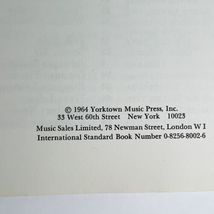 © 1964 Yorktown Music Press, Inc.
33 West 60th Street New York 10023
Music Sales Limited, 78 Newman Street, London W I
International Standard Book Number 0-8256-8002-6